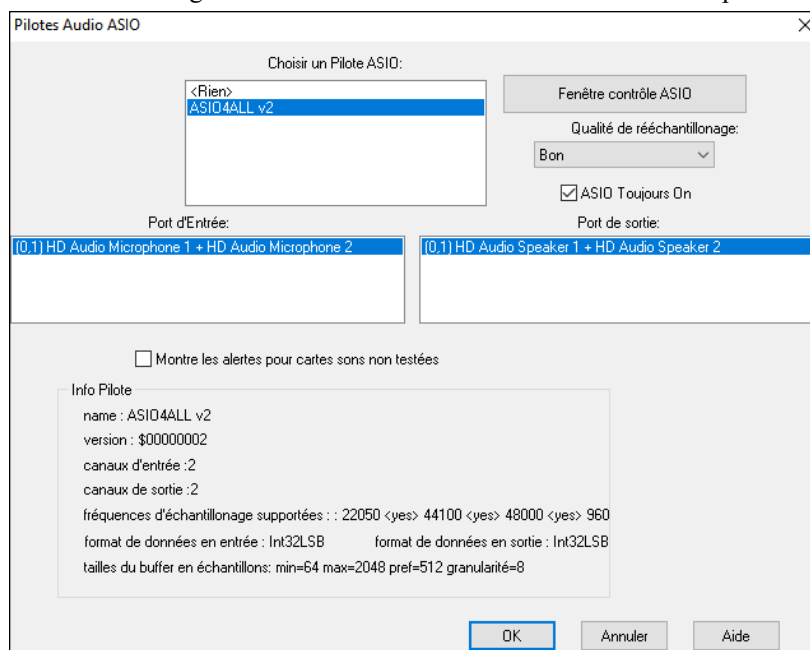 Pilotes Audio ASIO
Choisir un Pilote ASIO:
<Rien>
ASIO4ALL v2
Fenêtre contrôle ASIO
Qualité de rééchantillonage:
Bon
ASIO Toujours On
Port d'Entrée:
Port de sortie:
(0,1) HD Audio Microphone 1 + HD Audio Microphone 2
(0,1) HD Audio Speaker 1 + HD Audio Speaker 2
Montre les alertes pour cartes sons non testées
Info Pilote
name : ASIO4ALL v2
version : $00000002
canaux d'entrée :2
canaux de sortie :2
fréquences d'échantillonage supportées : : 22050 <yes> 44100 <yes> 48000 <yes> 960
format de données en entrée : Int32LSB
format de données en sortie : Int32LSB
tailles du buffer en échantillons: min=64 max=2048 pref=512 granularité=8
OK
Annuler
Aide